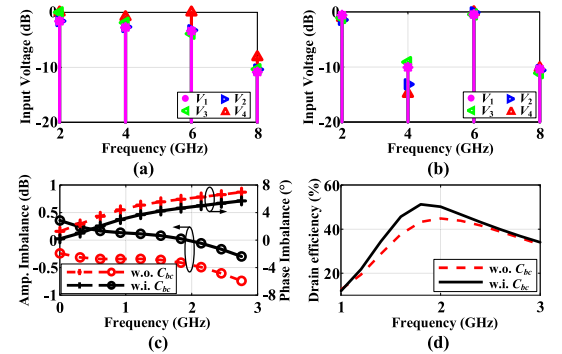 0
-10
-20
Input Voltage (dB)
V1 V2
V3 V4
2 4 6 8
Frequency (GHz)
(a)
0
-10
-20
Input Voltage (dB)
V1 V2
V3 V4
2 4 6 8
Frequency (GHz)
(b)
1
0.5
0
-0.5
-1
Amp. Imbalance (dB)
8
4
0
-4
-8
Phase Imbalance (°)
w.o. Cbc
w.i. Cbc
0 1 2 3
Frequency (GHz)
(c)
60
40
20
Drain efficiency (%)
w.o. Cbc
w.i. Cbc
1 2 3
Frequency (GHz)
(d)